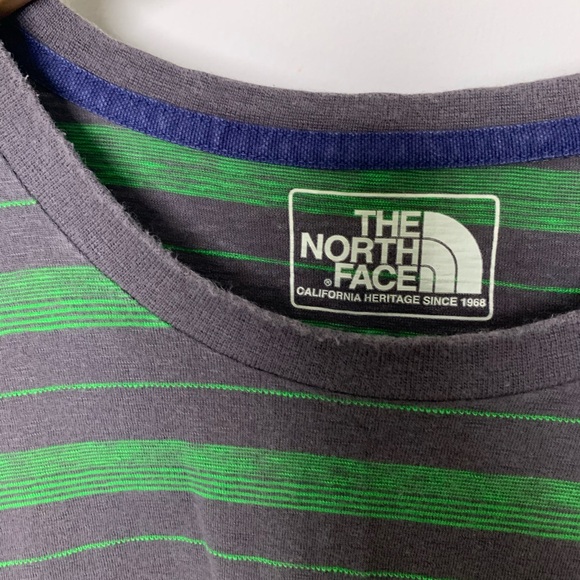 THE
NORTH
®FACE
CALIFORNIA HERITAGE SINCE 1968